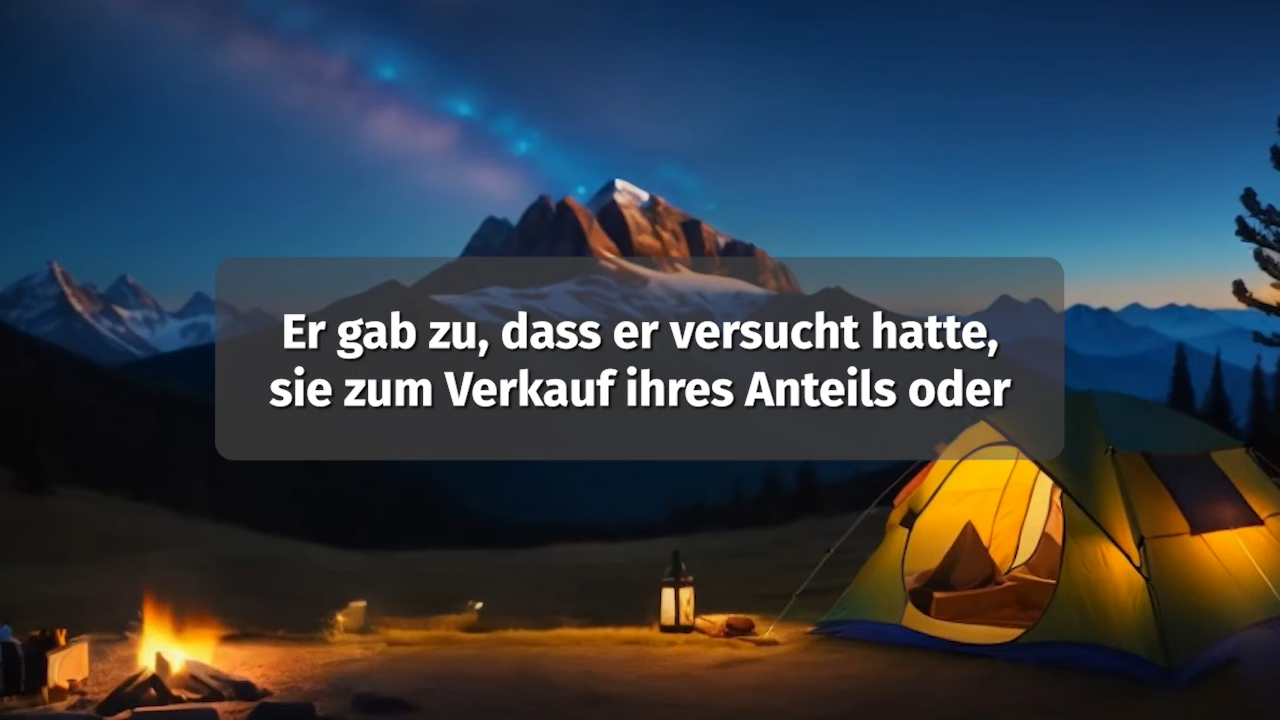 Er gab zu, dass er versucht hatte,
sie zum Verkauf ihres Anteils oder